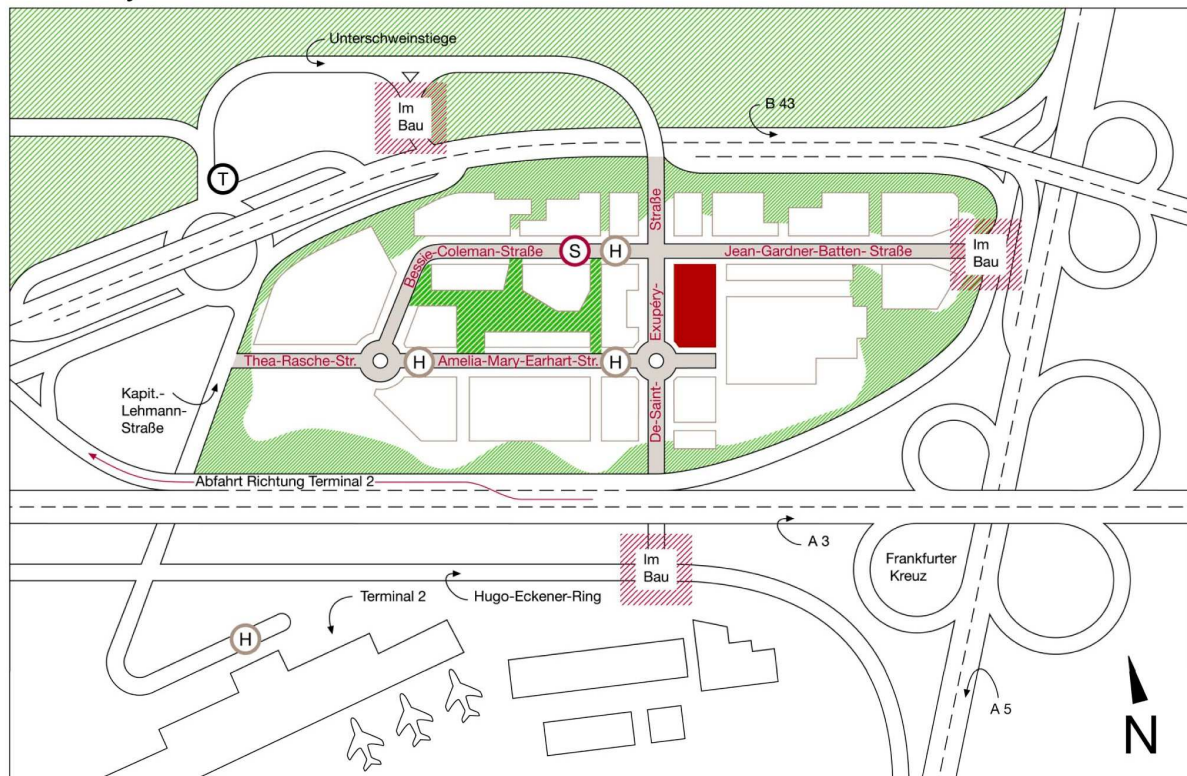 Unterschweinstiege
Im
Bau
B 43
T
Straße
Bessie-Coleman-Straße
S
H
Jean-Gardner-Batten- Straße
Im
Bau
Exupéry-
Thea-Rasche-Str.
H
Amelia-Mary-Earhart-Str.
H
Kapit.-
Lehmann-
Straße
De-Saint-
Abfahrt Richtung Terminal 2
A 3
Im
Bau
Frankfurter
Kreuz
Terminal 2
Hugo-Eckener-Ring
H
A 5
N